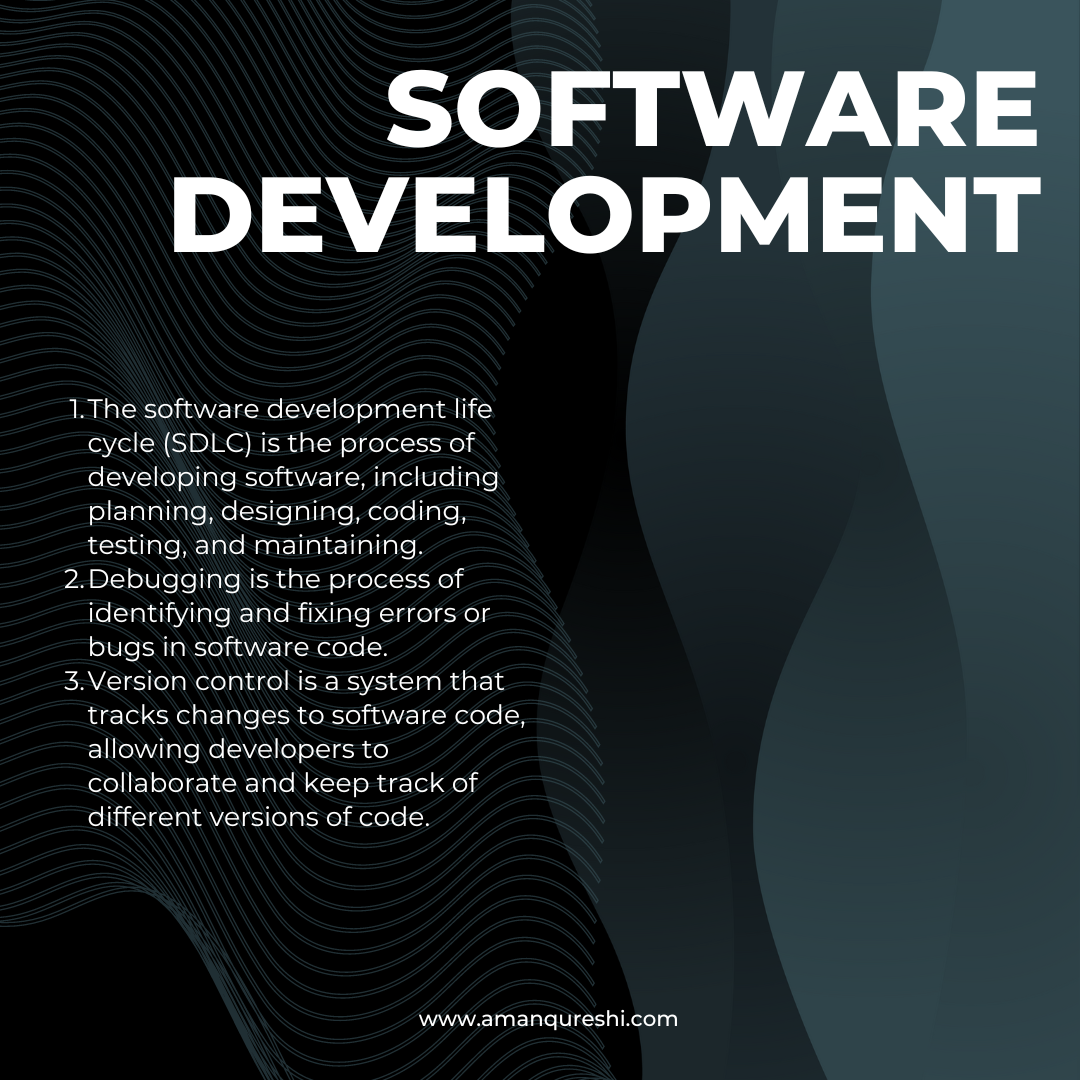 SOFTWARE
DEVELOPMENT
1. The software development life
cycle (SDLC) is the process of
developing software, including
planning, designing, coding,
testing, and maintaining.
2. Debugging is the process of
identifying and fixing errors or
bugs in software code.
3. Version control is a system that
tracks changes to software code,
allowing developers to
collaborate and keep track of
different versions of code.
www.amanqureshi.com